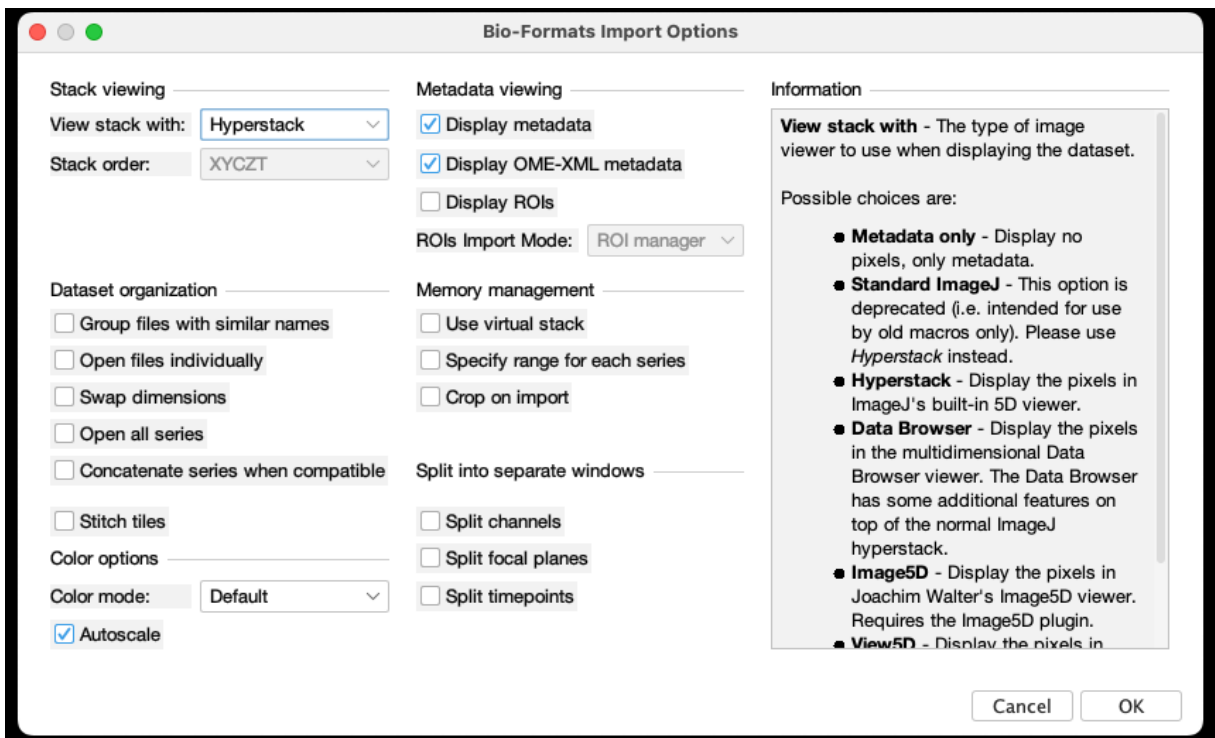 Bio-Formats Import Options
Stack viewing
View stack with: Hyperstack
Stack order: XYCZT
Metadata viewing
Display metadata
Display OME-XML metadata
Display ROIs
ROIs Import Mode: ROI manager
Dataset organization
Group files with similar names
Open files individually
Swap dimensions
Open all series
Concatenate series when compatible
Stitch tiles
Memory management
Use virtual stack
Specify range for each series
Crop on import
Color options
Color mode: Default
Autoscale
Split into separate windows
Split channels
Split focal planes
Split timepoints
Information
View stack with - The type of image
viewer to use when displaying the dataset.
Possible choices are:
Metadata only - Display no
pixels, only metadata.
Standard ImageJ - This option is
deprecated (i.e. intended for use
by old macros only). Please use
Hyperstack instead.
Hyperstack - Display the pixels in
ImageJ's built-in 5D viewer.
Data Browser - Display the pixels
in the multidimensional Data
Browser viewer. The Data Browser
has some additional features on
top of the normal ImageJ
hyperstack.
Image5D - Display the pixels in
Joachim Walter's Image5D viewer.
Requires the Image5D plugin.
View5D - Display the pixels in
Cancel
OK